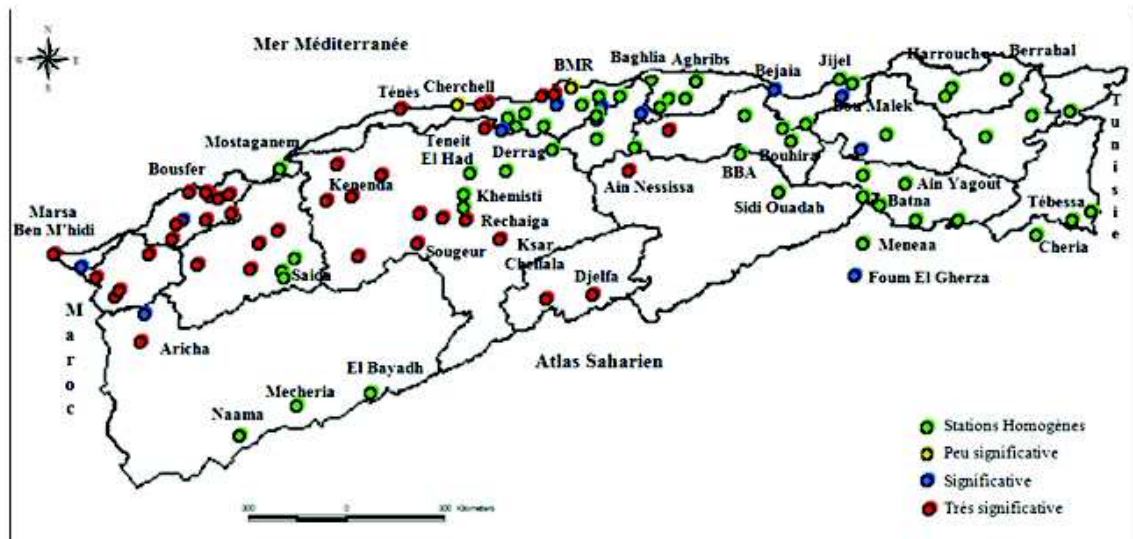 N
W E
S
Mer Méditerranée
BMR
Baghlia
Aghribs
Bejaia
Jijel
Harrouche
Berrahal
Cherchell
Ténès
Bou Malek
Tunisie
Mostaganem
Teneit
El Had
Derrag
Bouhira
BBA
Bousfer
Kenenda
Ain Nessissa
Ain Yagout
Khemisti
Sidi Ouadah
Batna
Tébessa
Marsa
Ben M'hidi
Rechaiga
Sougeur
Ksar
Chellala
Meneaa
Cheria
Saida
Djelfa
Foum El Gherza
Maroc
Aricha
Atlas Saharien
El Bayadh
Mecheria
Naama
Stations Homogènes
Peu significative
Significative
Trés significative
0
Kilometers